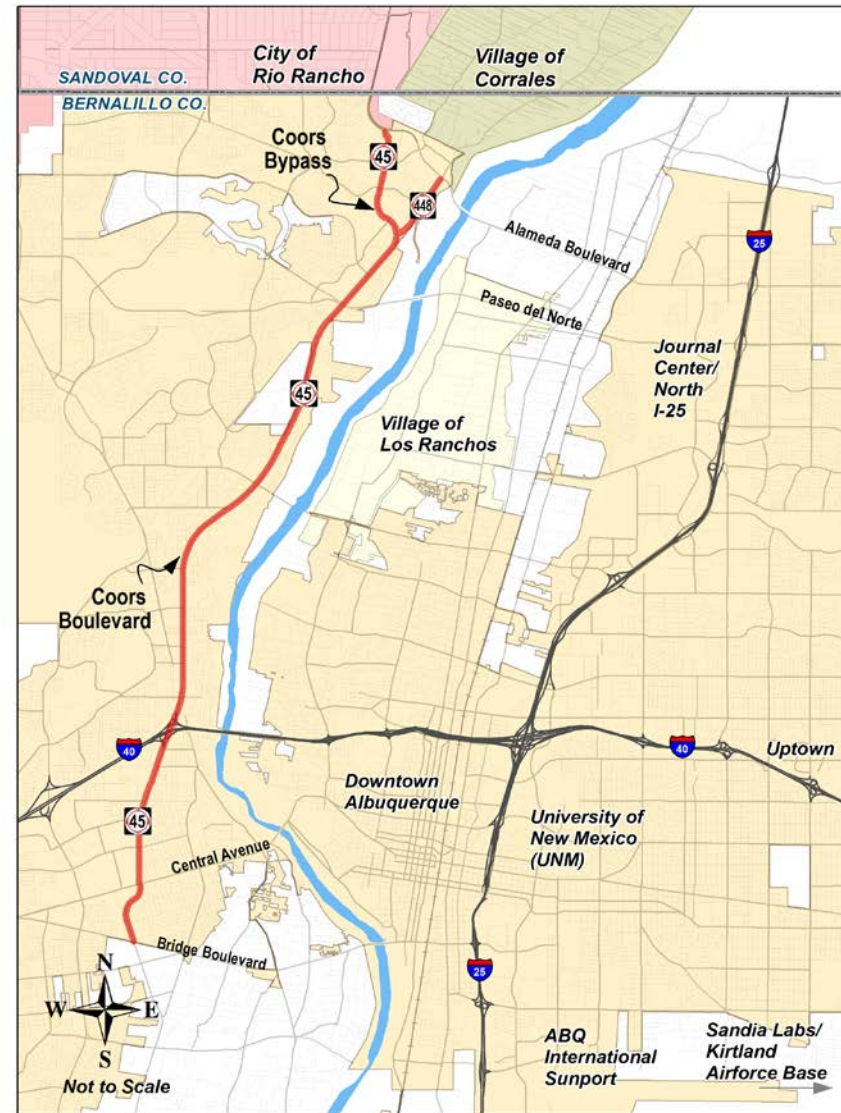 City of
Rio Rancho
Village of
Corrales
SANDOVAL CO.
BERNALILLO CO.
Coors
Bypass
45
448
Alameda Boulevard
25
Paseo del Norte
Journal
Center/
North
I-25
45
Village of
Los Ranchos
Coors
Boulevard
40
40
Uptown
Downtown
Albuquerque
45
University of
New Mexico
(UNM)
Central Avenue
Bridge Boulevard
N
W
E
S
25
Not to Scale
ABQ
International
Sunport
Sandia Labs/
Kirtland
Airforce Base